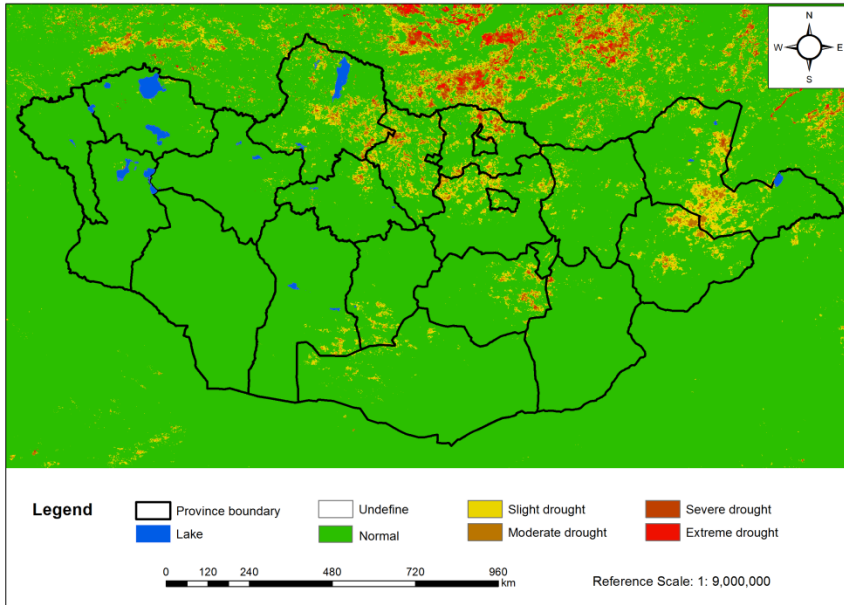 N
W E
S
Legend
Province boundary Undefine Slight drought Severe drought
Lake Normal Moderate drought Extreme drought
0 120 240 480 720 960
km
Reference Scale: 1: 9,000,000